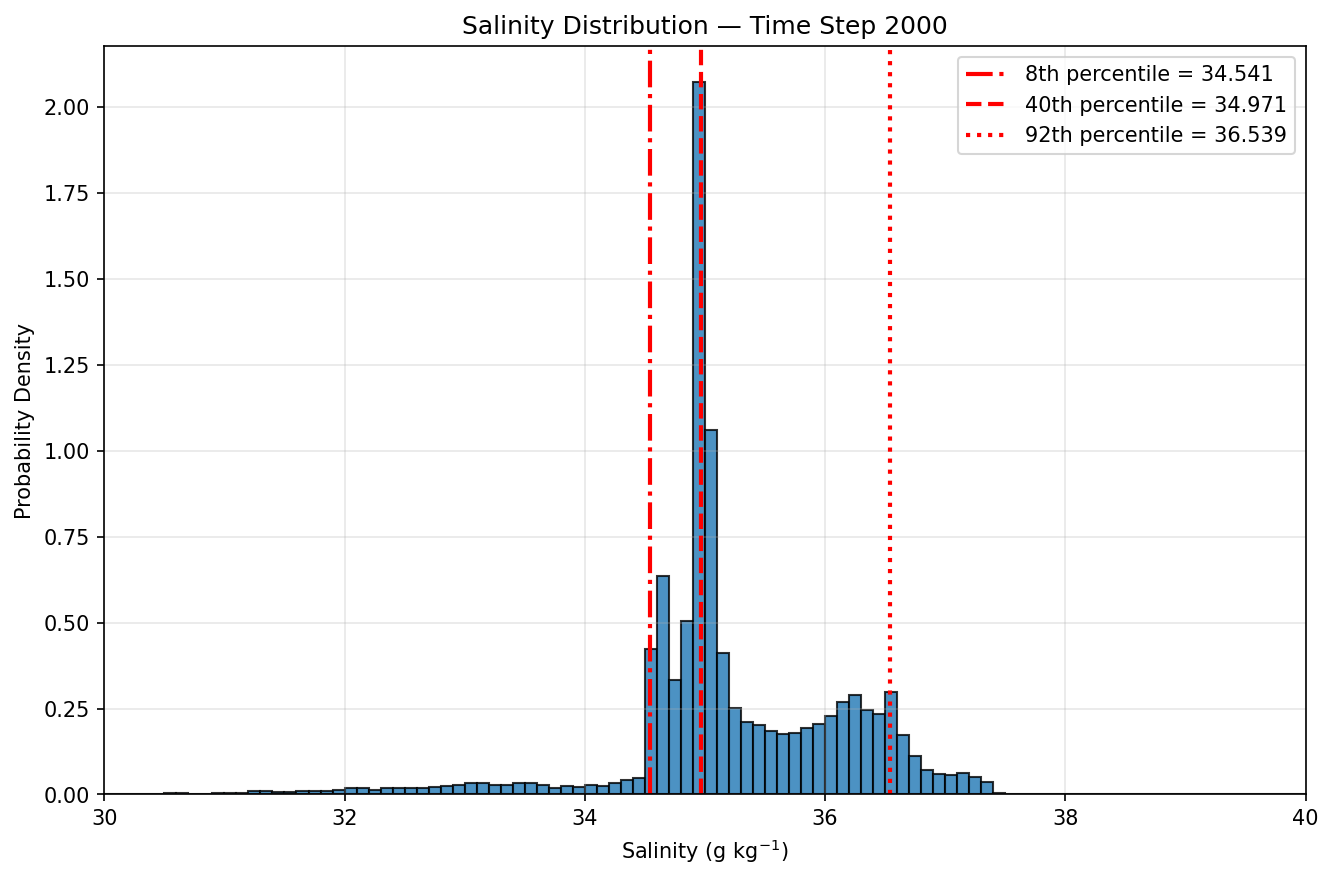 Salinity Distribution — Time Step 2000
8th percentile = 34.541
40th percentile = 34.971
92th percentile = 36.539
Probability Density
2.00
1.75
1.50
1.25
1.00
0.75
0.50
0.25
0.00
30 32 34 36 38 40
Salinity (g kg⁻¹)